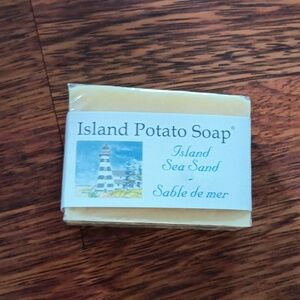 Island Potato Soap®
Island
Sea Sand
-
Sable de mer